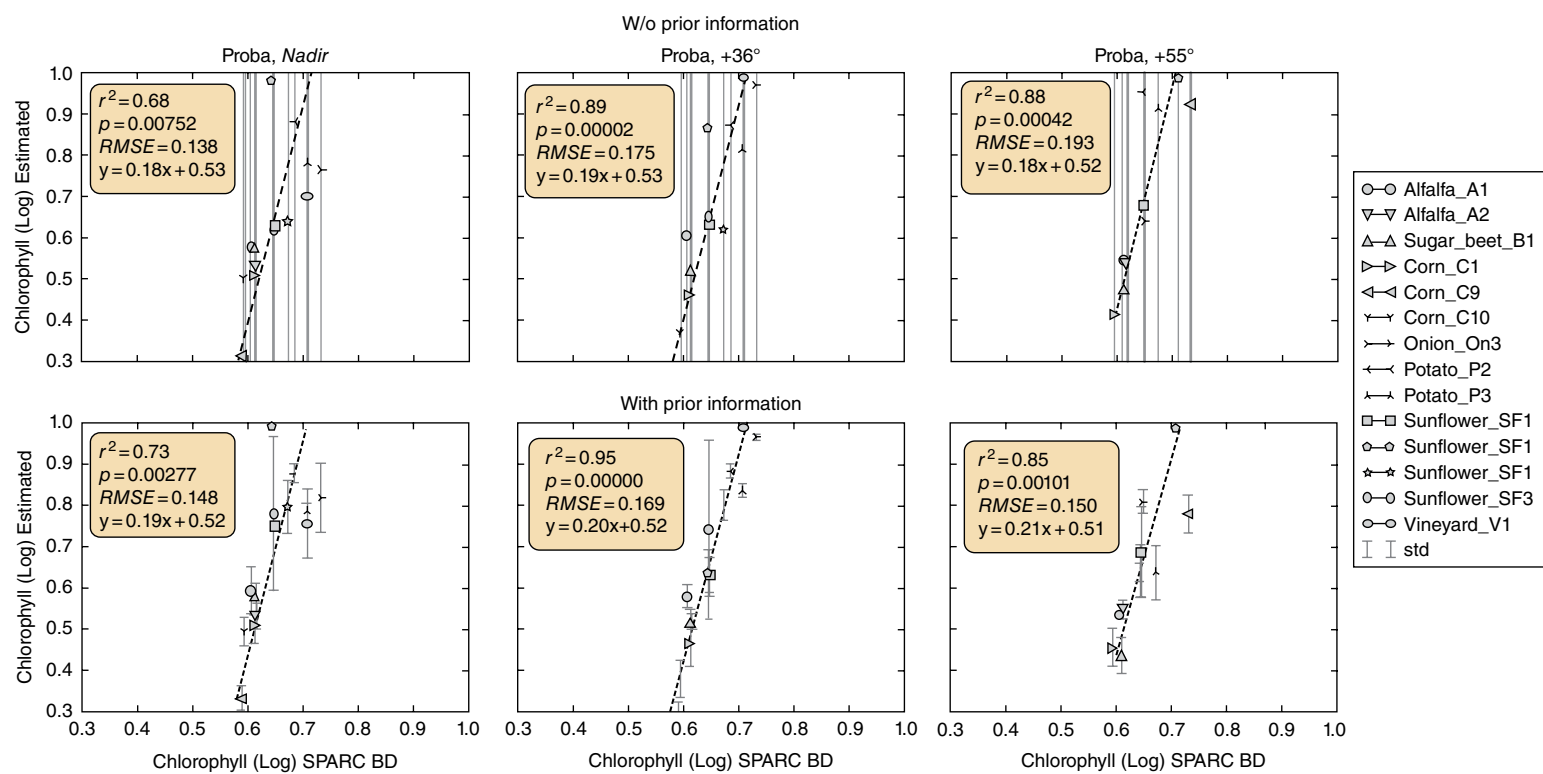 W/o prior information
Proba, Nadir
Proba, +36°
Proba, +55°
1.0
0.9
0.8
0.7
0.6
0.5
0.4
0.3
Chlorophyll (Log) Estimated
r²=0.68
p=0.00752
RMSE=0.138
y=0.18x+0.53
r²=0.89
p=0.00002
RMSE=0.175
y=0.19x+0.53
r²=0.88
p=0.00042
RMSE=0.193
y=0.18x+0.52
With prior information
1.0
0.9
0.8
0.7
0.6
0.5
0.4
0.3
Chlorophyll (Log) Estimated
r²=0.73
p=0.00277
RMSE=0.148
y=0.19x+0.52
r²=0.95
p=0.00000
RMSE=0.169
y=0.20x+0.52
r²=0.85
p=0.00101
RMSE=0.150
y=0.21x+0.51
0.3 0.4 0.5 0.6 0.7 0.8 0.9 1.0
0.3 0.4 0.5 0.6 0.7 0.8 0.9 1.0
0.3 0.4 0.5 0.6 0.7 0.8 0.9 1.0
Chlorophyll (Log) SPARC BD
Chlorophyll (Log) SPARC BD
Chlorophyll (Log) SPARC BD
Alfalfa_A1
Alfalfa_A2
Sugar_beet_B1
Corn_C1
Corn_C9
Corn_C10
Onion_On3
Potato_P2
Potato_P3
Sunflower_SF1
Sunflower_SF1
Sunflower_SF1
Sunflower_SF3
Vineyard_V1
std